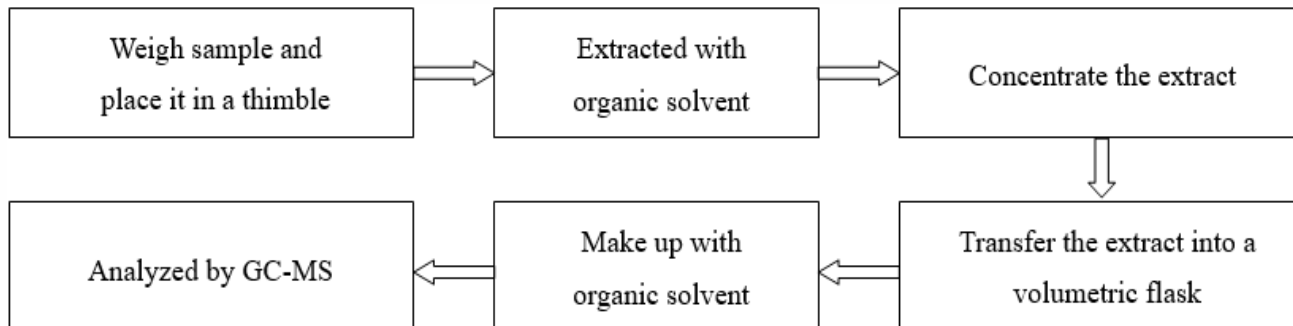 Weigh sample and
place it in a thimble
Extracted with
organic solvent
Concentrate the extract
Transfer the extract into a
volumetric flask
Make up with
organic solvent
Analyzed by GC-MS